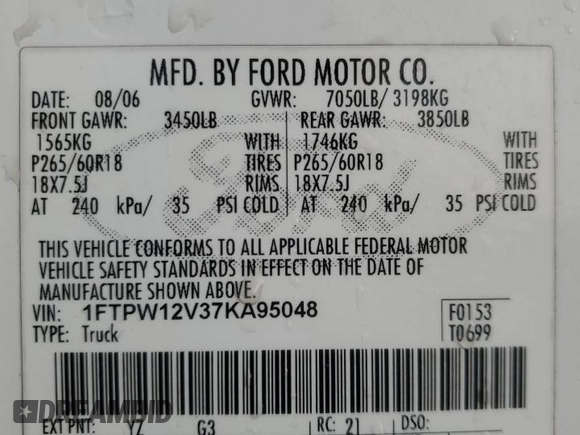 MFD. BY FORD MOTOR CO.
DATE: 08/06 GVWR: 7050LB/ 3198KG
FRONT GAWR: 3450LB REAR GAWR: 3850LB
1565KG WITH 1746KG WITH
P265/60R18 TIRES P265/60R18 TIRES
18X7.5J RIMS 18X7.5J RIMS
AT 240 kPa/ 35 PSI COLD AT 240 kPa/ 35 PSI COLD
THIS VEHICLE CONFORMS TO ALL APPLICABLE FEDERAL MOTOR
VEHICLE SAFETY STANDARDS IN EFFECT ON THE DATE OF
MANUFACTURE SHOWN ABOVE.
VIN: 1FTPW12V37KA95048 F0153
TYPE: Truck T0699
EXT PNT: YZ G3 RC: 21 DSO:
Ford
DREAMBID